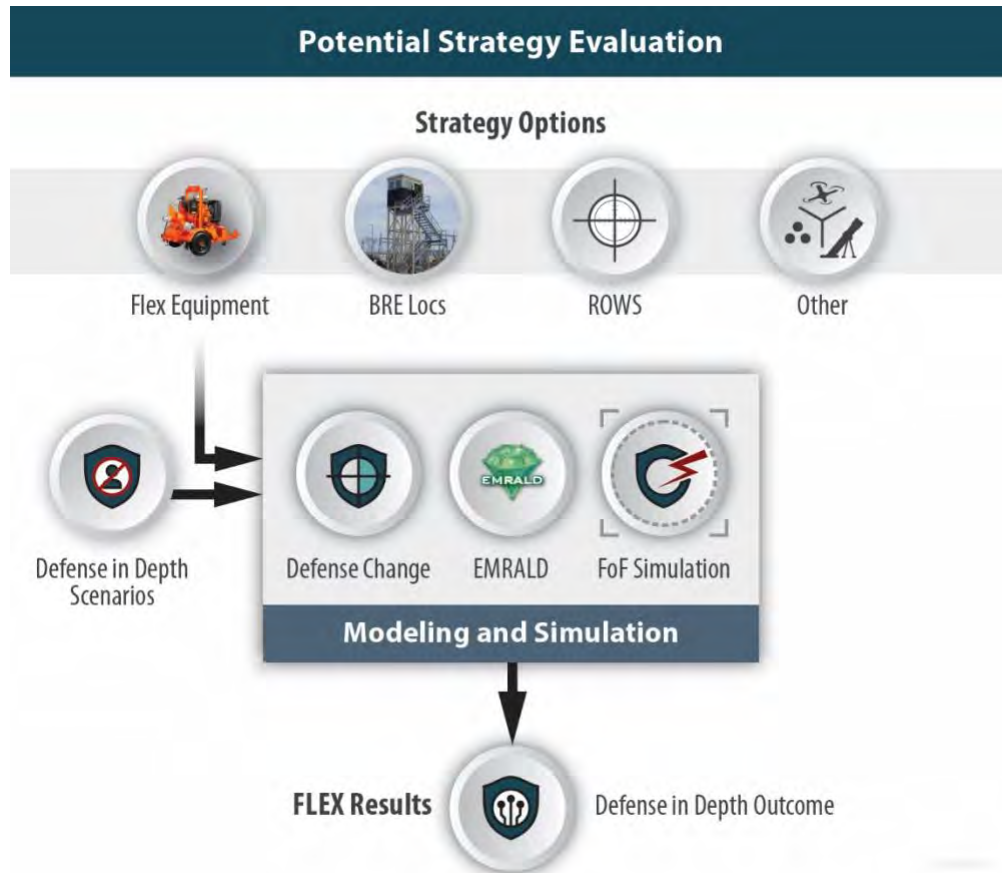 Potential Strategy Evaluation
Strategy Options
Flex Equipment
BRE Locs
ROWS
Other
Defense in Depth
Scenarios
Defense Change
EMRALD
EMRALD
FoF Simulation
Modeling and Simulation
FLEX Results
Defense in Depth Outcome